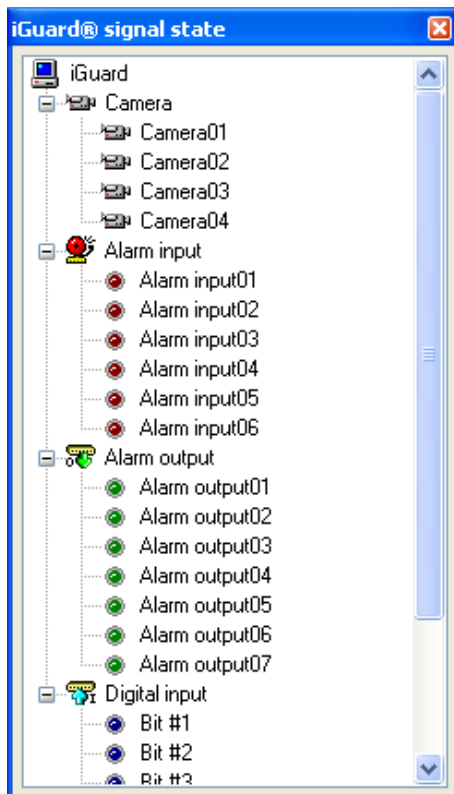 iGuard® signal state
iGuard
Camera
Camera01
Camera02
Camera03
Camera04
Alarm input
Alarm input01
Alarm input02
Alarm input03
Alarm input04
Alarm input05
Alarm input06
Alarm output
Alarm output01
Alarm output02
Alarm output03
Alarm output04
Alarm output05
Alarm output06
Alarm output07
Digital input
Bit #1
Bit #2
Bit #3